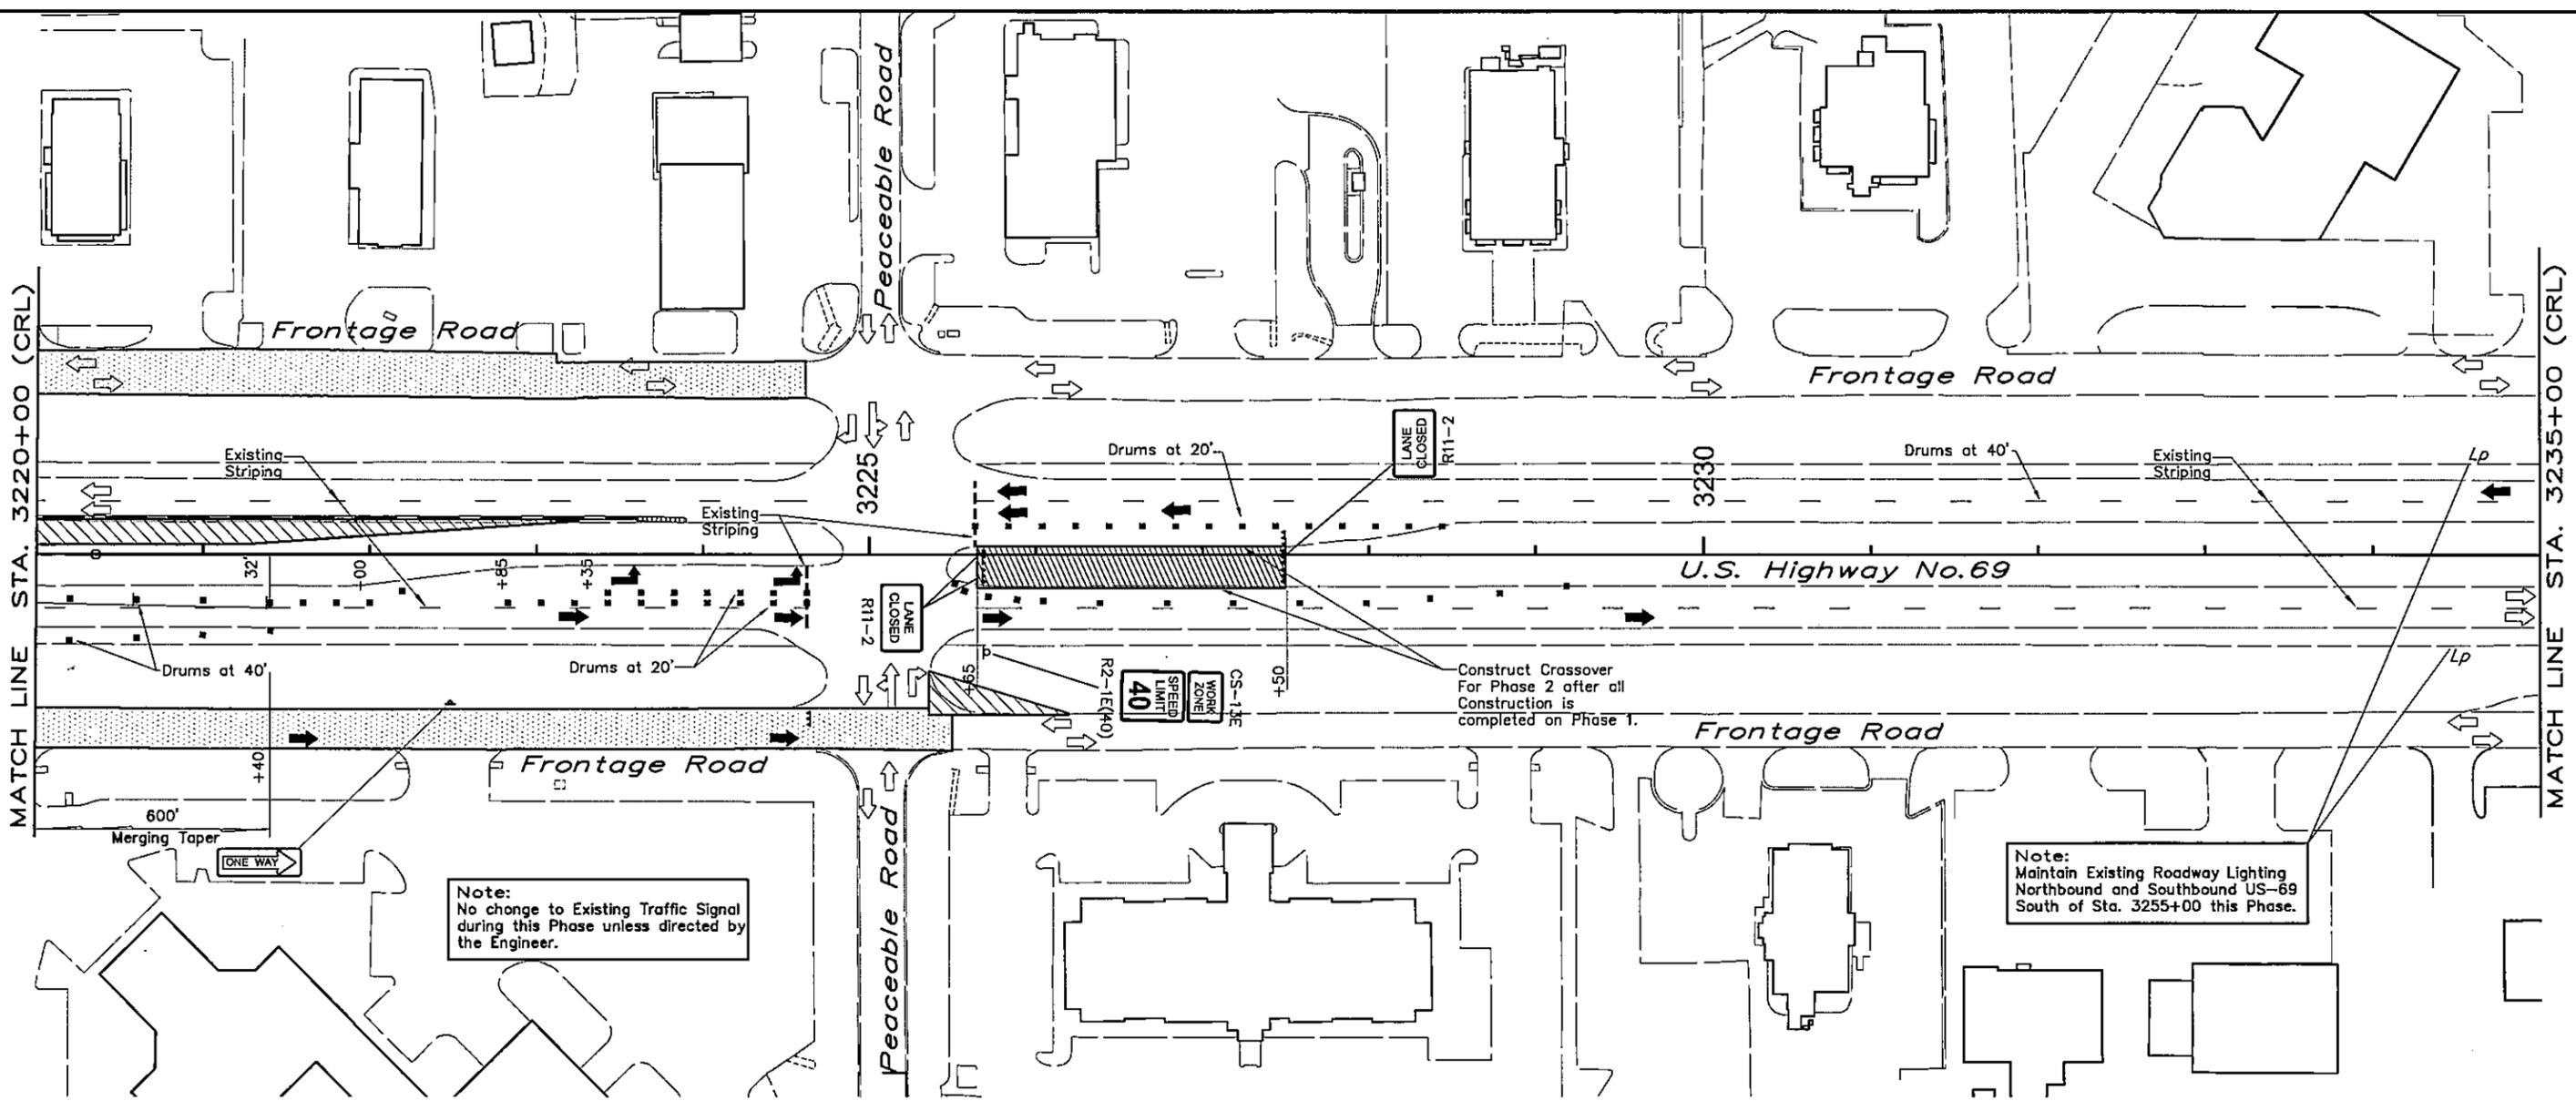 Peaceable Road
MATCH LINE STA. 3220+00 (CRL)
Frontage Road
Frontage Road
MATCH LINE STA. 3235+00 (CRL)
Existing
Striping
3225
Drums at 20'
LANE
CLOSED
R11-2
3230
Drums at 40'
Existing
Striping
Lp
Existing
Striping
32'
+00
+85
+35
U.S. Highway No.69
R11-2
LANE
CLOSED
Drums at 40'
Drums at 20'
+65
P
R2-1E(40)
SPEED
LIMIT
40
WORK
ZONE
CS-13E
+50
Construct Crossover
For Phase 2 after all
Construction is
completed on Phase 1.
Lp
Frontage Road
Frontage Road
+40
600'
Merging Taper
ONE WAY
Peaceable Road
Note:
No change to Existing Traffic Signal
during this Phase unless directed by
the Engineer.
Note:
Maintain Existing Roadway Lighting
Northbound and Southbound US-69
South of Sta. 3255+00 this Phase.